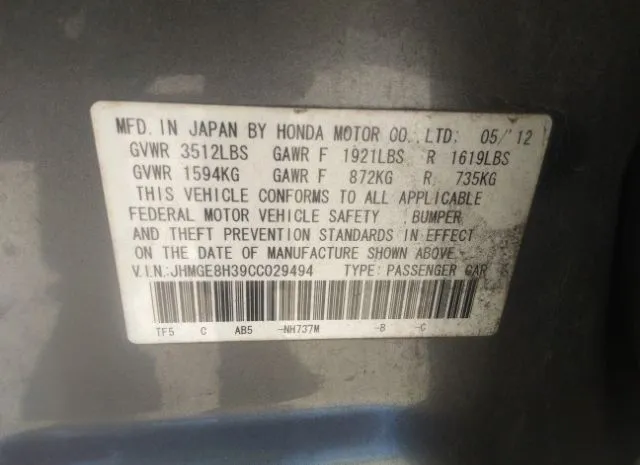 MFD. IN JAPAN BY HONDA MOTOR CO., LTD. 05/'12
GVWR 3512LBS GAWR F 1921LBS R 1619LBS
GVWR 1594KG GAWR F 872KG R 735KG
THIS VEHICLE CONFORMS TO ALL APPLICABLE
FEDERAL MOTOR VEHICLE SAFETY BUMPER
AND THEFT PREVENTION STANDARDS IN EFFECT
ON THE DATE OF MANUFACTURE SHOWN ABOVE
V.I.N.:JHMGE8H39CC029494 TYPE: PASSENGER CAR
TF5 C AB5 -NH737M -B -C